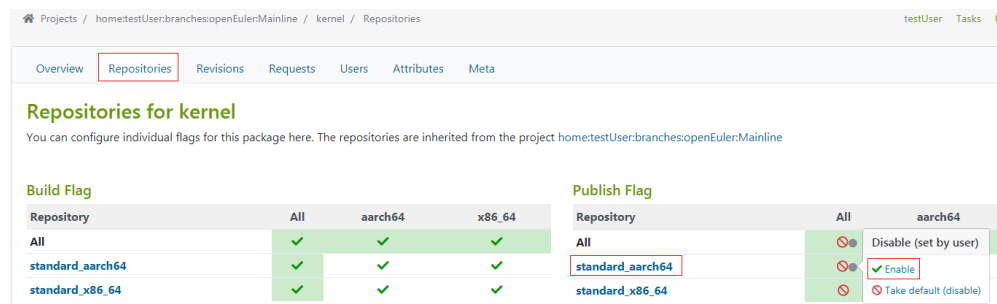 Projects / home:testUser:branches:openEuler:Mainline / kernel / Repositories testUser Tasks
Overview Repositories Revisions Requests Users Attributes Meta
Repositories for kernel
You can configure individual flags for this package here. The repositories are inherited from the project home:testUser:branches:openEuler:Mainline
Build Flag
Repository All aarch64 x86_64
All
standard_aarch64
standard_x86_64
Publish Flag
Repository All aarch64
All
standard_aarch64
standard_x86_64
Disable (set by user)
Enable
Take default (disable)